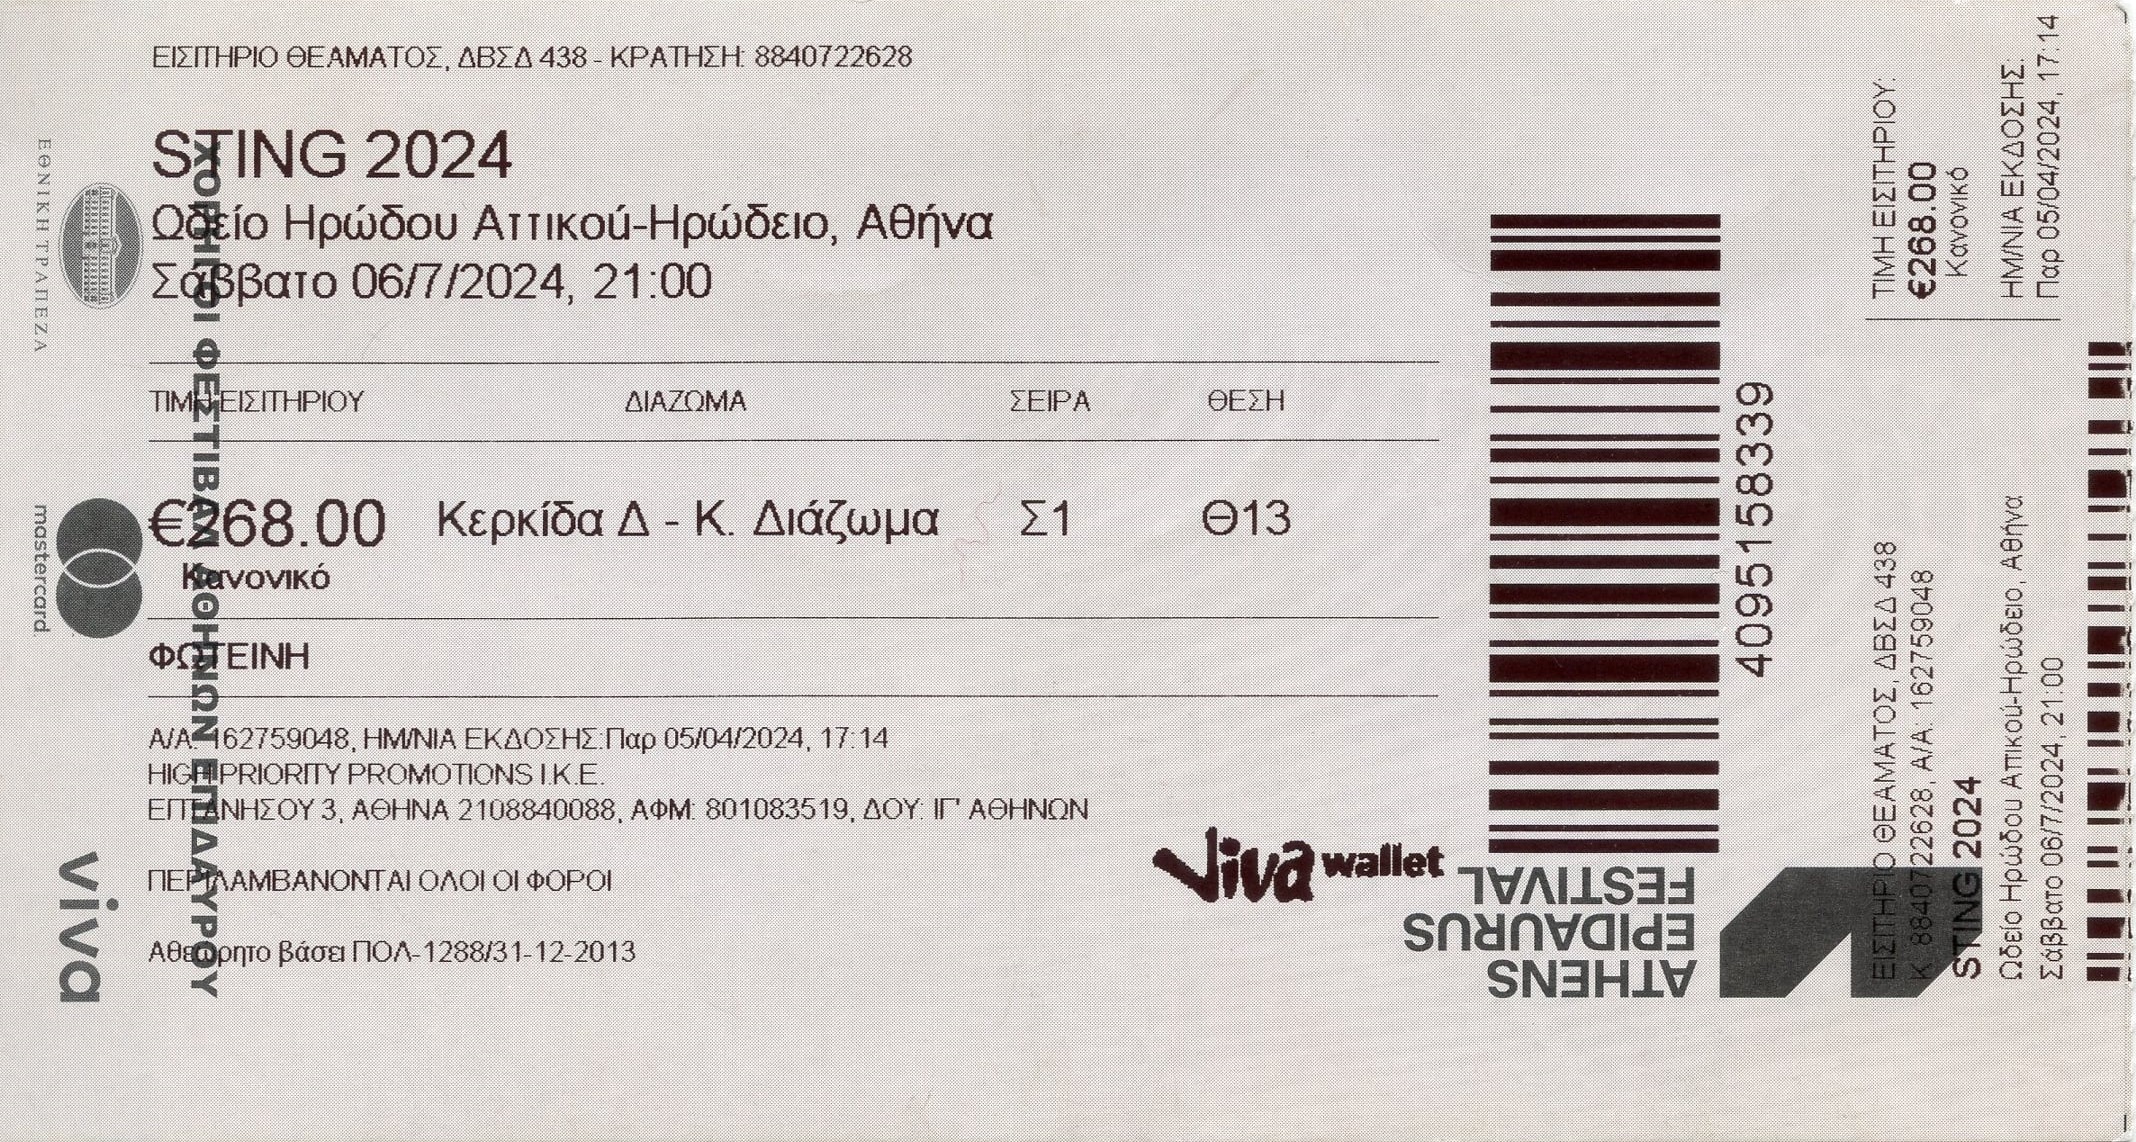 ΕΙΣΙΤΗΡΙΟ ΘΕΑΜΑΤΟΣ, ΔΒΣΔ 438 - ΚΡΑΤΗΣΗ: 8840722628
STING 2024
Ωδείο Ηρώδου Αττικού-Ηρώδειο, Αθήνα
Σάββατο 06/7/2024, 21:00
ΤΙΜΗ ΕΙΣΙΤΗΡΙΟΥ ΔΙΑΖΩΜΑ ΣΕΙΡΑ ΘΕΣΗ
€268.00 Κερκίδα Δ - Κ. Διάζωμα Σ1 Θ13
Κανονικό
ΦΩΤΕΙΝΗ
Α/Α: 162759048, ΗΜ/ΝΙΑ ΕΚΔΟΣΗΣ:Παρ 05/04/2024, 17:14
HIGH PRIORITY PROMOTIONS Ι.Κ.Ε.
ΕΠΤΑΝΗΣΟΥ 3, ΑΘΗΝΑ 2108840088, ΑΦΜ: 801083519, ΔΟΥ: ΙΓ' ΑΘΗΝΩΝ
ΠΕΡΙΛΑΜΒΑΝΟΝΤΑΙ ΟΛΟΙ ΟΙ ΦΟΡΟΙ
Αθεώρητο βάσει ΠΟΛ-1288/31-12-2013
viva wallet
ΕΘΝΙΚΗ ΤΡΑΠΕΖΑ
mastercard.
viva
ΧΟΡΗΓΟΙ ΦΕΣΤΙΒΑΛ ΑΘΗΝΩΝ ΕΠΙΔΑΥΡΟΥ
4095158339
ATHENS
EPIDAURUS
FESTIVAL
ΤΙΜΗ ΕΙΣΙΤΗΡΙΟΥ:
€268.00
Κανονικό
ΗΜ/ΝΙΑ ΕΚΔΟΣΗΣ:
Παρ 05/04/2024, 17:14
ΕΙΣΙΤΗΡΙΟ ΘΕΑΜΑΤΟΣ, ΔΒΣΔ 438
Κ: 8840722628, Α/Α: 162759048
STING 2024
Ωδείο Ηρώδου Αττικού-Ηρώδειο, Αθήνα
Σάββατο 06/7/2024, 21:00